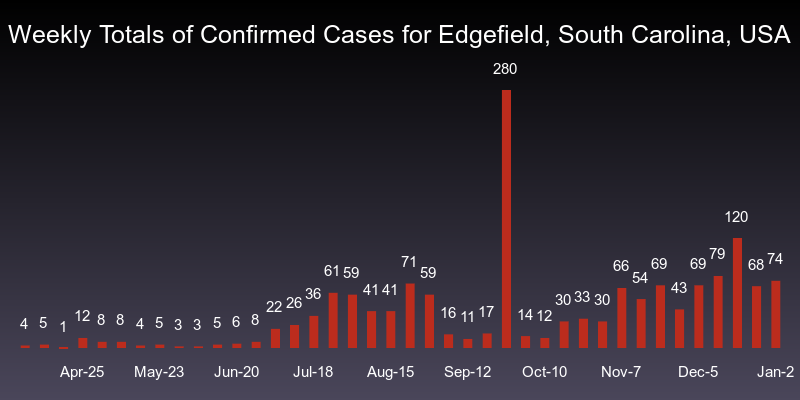 Weekly Totals of Confirmed Cases for Edgefield, South Carolina, USA
280
120
4 5 1 12 8 8 4 5 3 3 5 6 8 22 26 36 61 59 41 41 71 59 16 11 17 14 12 30 33 30 66 54 69 43 69 79 68 74
Apr-25 May-23 Jun-20 Jul-18 Aug-15 Sep-12 Oct-10 Nov-7 Dec-5 Jan-2